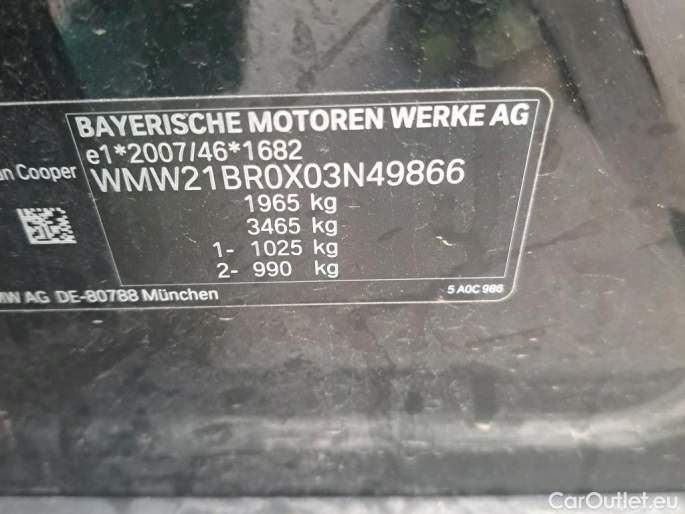 BAYERISCHE MOTOREN WERKE AG
e1*2007/46*1682
Cooper
WMW21BR0X03N49866
1965 kg
3465 kg
1- 1025 kg
2- 990 kg
AG DE-80788 München
5 A0C 986
CarOutlet.eu